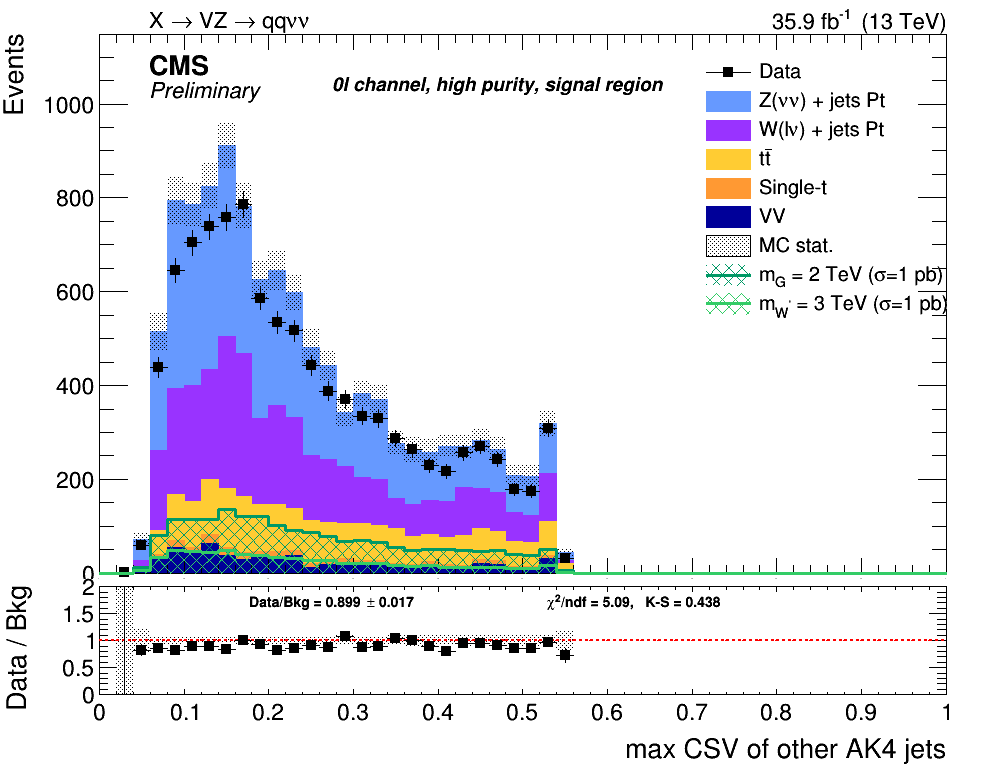 X → VZ → qqνν
35.9 fb⁻¹ (13 TeV)
Events
CMS
Preliminary
0l channel, high purity, signal region
Data
Z(νν) + jets Pt
W(lν) + jets Pt
tt̄
Single-t
VV
MC stat.
m_G = 2 TeV (σ=1 pb)
m_W' = 3 TeV (σ=1 pb)
1000
800
600
400
200
0
Data / Bkg
Data/Bkg = 0.899 ± 0.017
χ²/ndf = 5.09, K-S = 0.438
2
1.5
1
0.5
0
0 0.1 0.2 0.3 0.4 0.5 0.6 0.7 0.8 0.9 1
max CSV of other AK4 jets